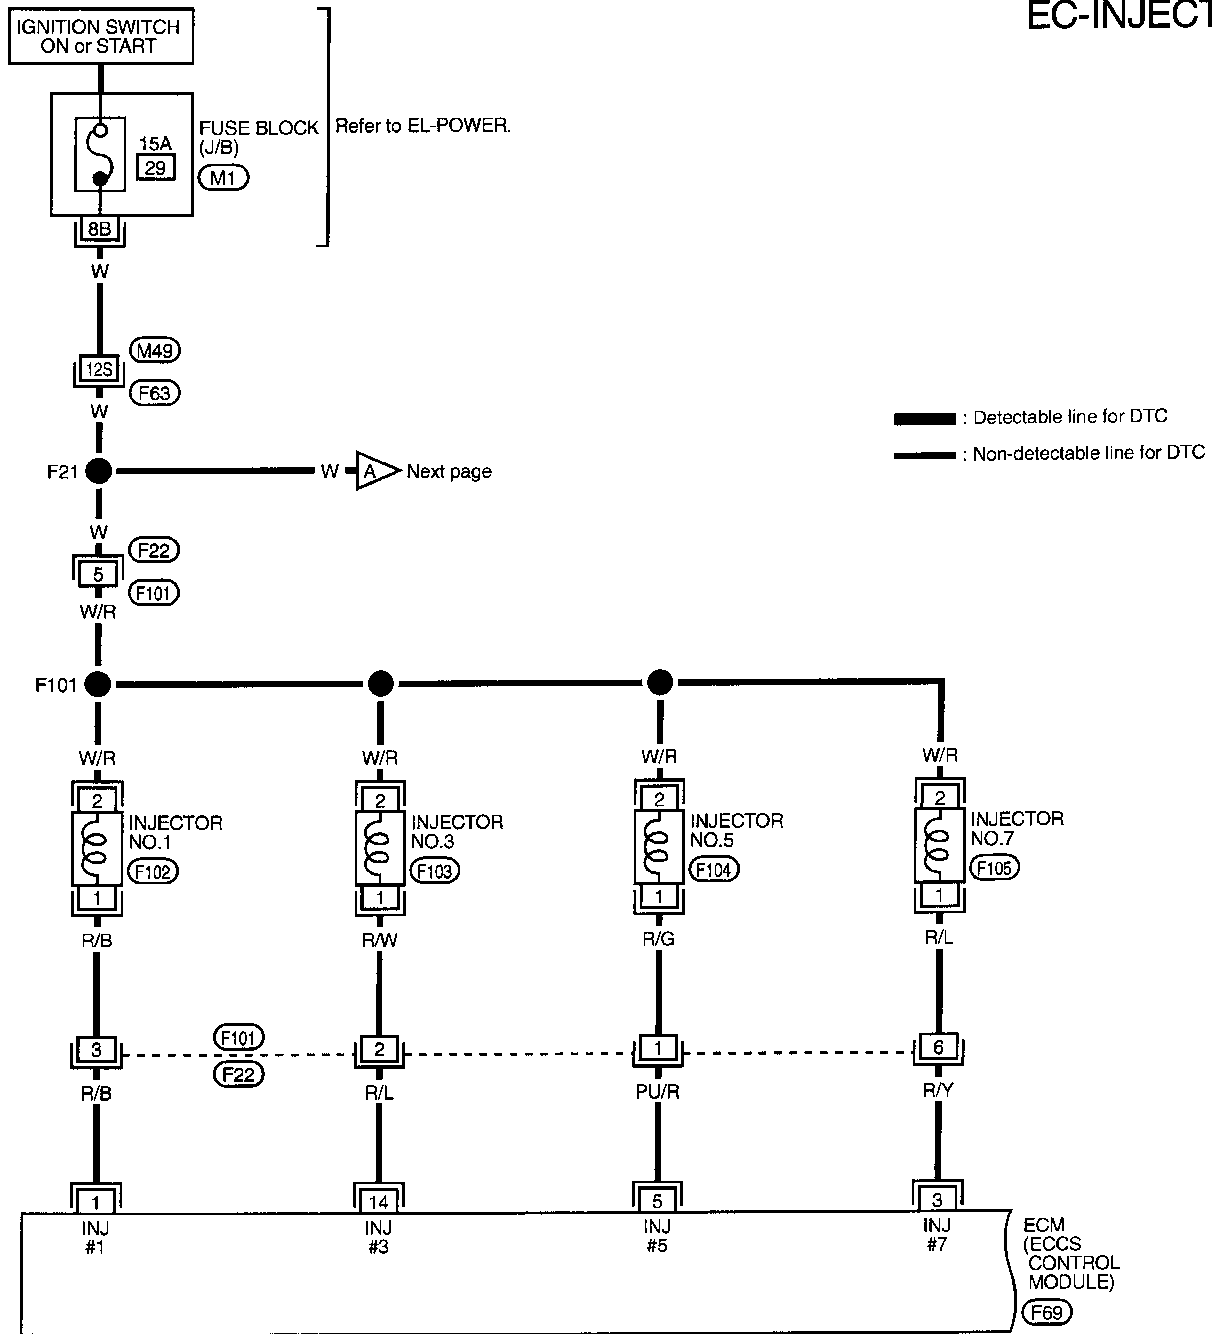 EC-INJECT
IGNITION SWITCH
ON or START
15A
29
FUSE BLOCK
(J/B)
M1
Refer to EL-POWER.
8B
W
M49
12S
F63
W
F21
W
A
Next page
: Detectable line for DTC
: Non-detectable line for DTC
W
F22
5
F101
W/R
F101
W/R
W/R
W/R
W/R
2
2
2
2
INJECTOR
NO.1
F102
INJECTOR
NO.3
F103
INJECTOR
NO.5
F104
INJECTOR
NO.7
F105
1
1
1
1
R/B
R/W
R/G
R/L
F101
3
2
1
6
F22
R/B
R/L
PU/R
R/Y
1
14
5
3
INJ
#1
INJ
#3
INJ
#5
INJ
#7
ECM
(ECCS
CONTROL
MODULE)
F69